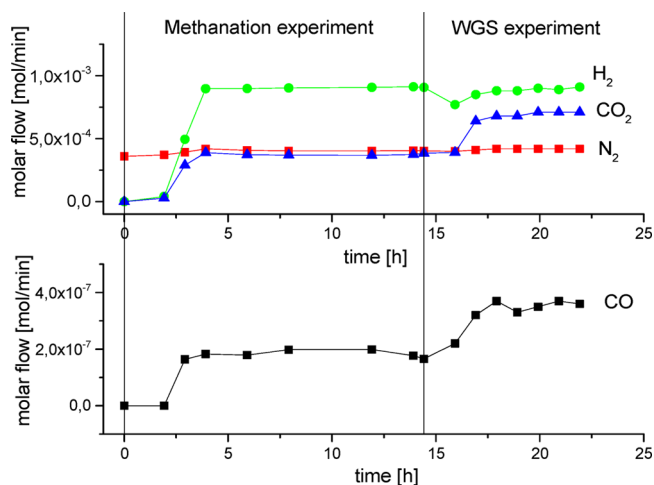 Methanation experiment WGS experiment
H₂
CO₂
N₂
molar flow [mol/min]
1,0x10⁻³
5,0x10⁻⁴
0,0
0 5 10 15 20 25
time [h]
CO
molar flow [mol/min]
4,0x10⁻⁷
2,0x10⁻⁷
0,0
0 5 10 15 20 25
time [h]